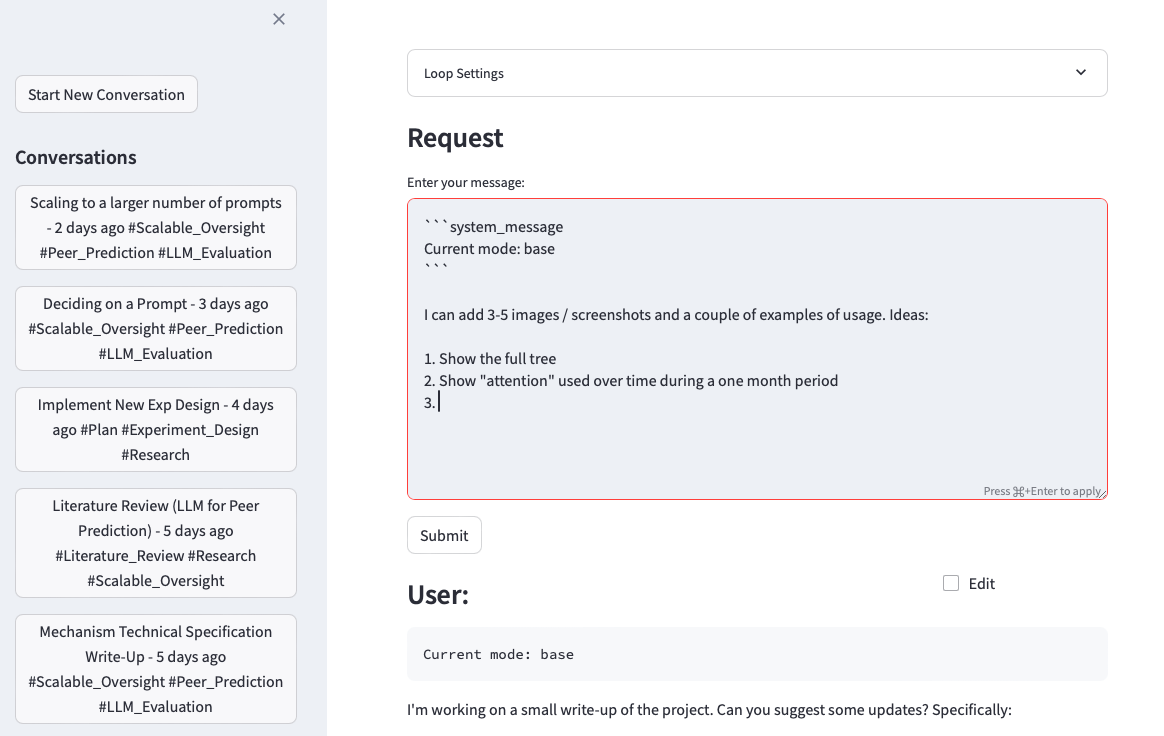 Start New Conversation
Conversations
Scaling to a larger number of prompts
- 2 days ago #Scalable_Oversight
#Peer_Prediction #LLM_Evaluation
Deciding on a Prompt - 3 days ago
#Scalable_Oversight #Peer_Prediction
#LLM_Evaluation
Implement New Exp Design - 4 days
ago #Plan #Experiment_Design
#Research
Literature Review (LLM for Peer
Prediction) - 5 days ago
#Literature_Review #Research
#Scalable_Oversight
Mechanism Technical Specification
Write-Up - 5 days ago
#Scalable_Oversight #Peer_Prediction
#LLM_Evaluation
Loop Settings
Request
Enter your message:
```system_message
Current mode: base
```
I can add 3-5 images / screenshots and a couple of examples of usage. Ideas:
1. Show the full tree
2. Show "attention" used over time during a one month period
3.
Press ⌘+Enter to apply
Submit
User:
Edit
Current mode: base
I'm working on a small write-up of the project. Can you suggest some updates? Specifically: